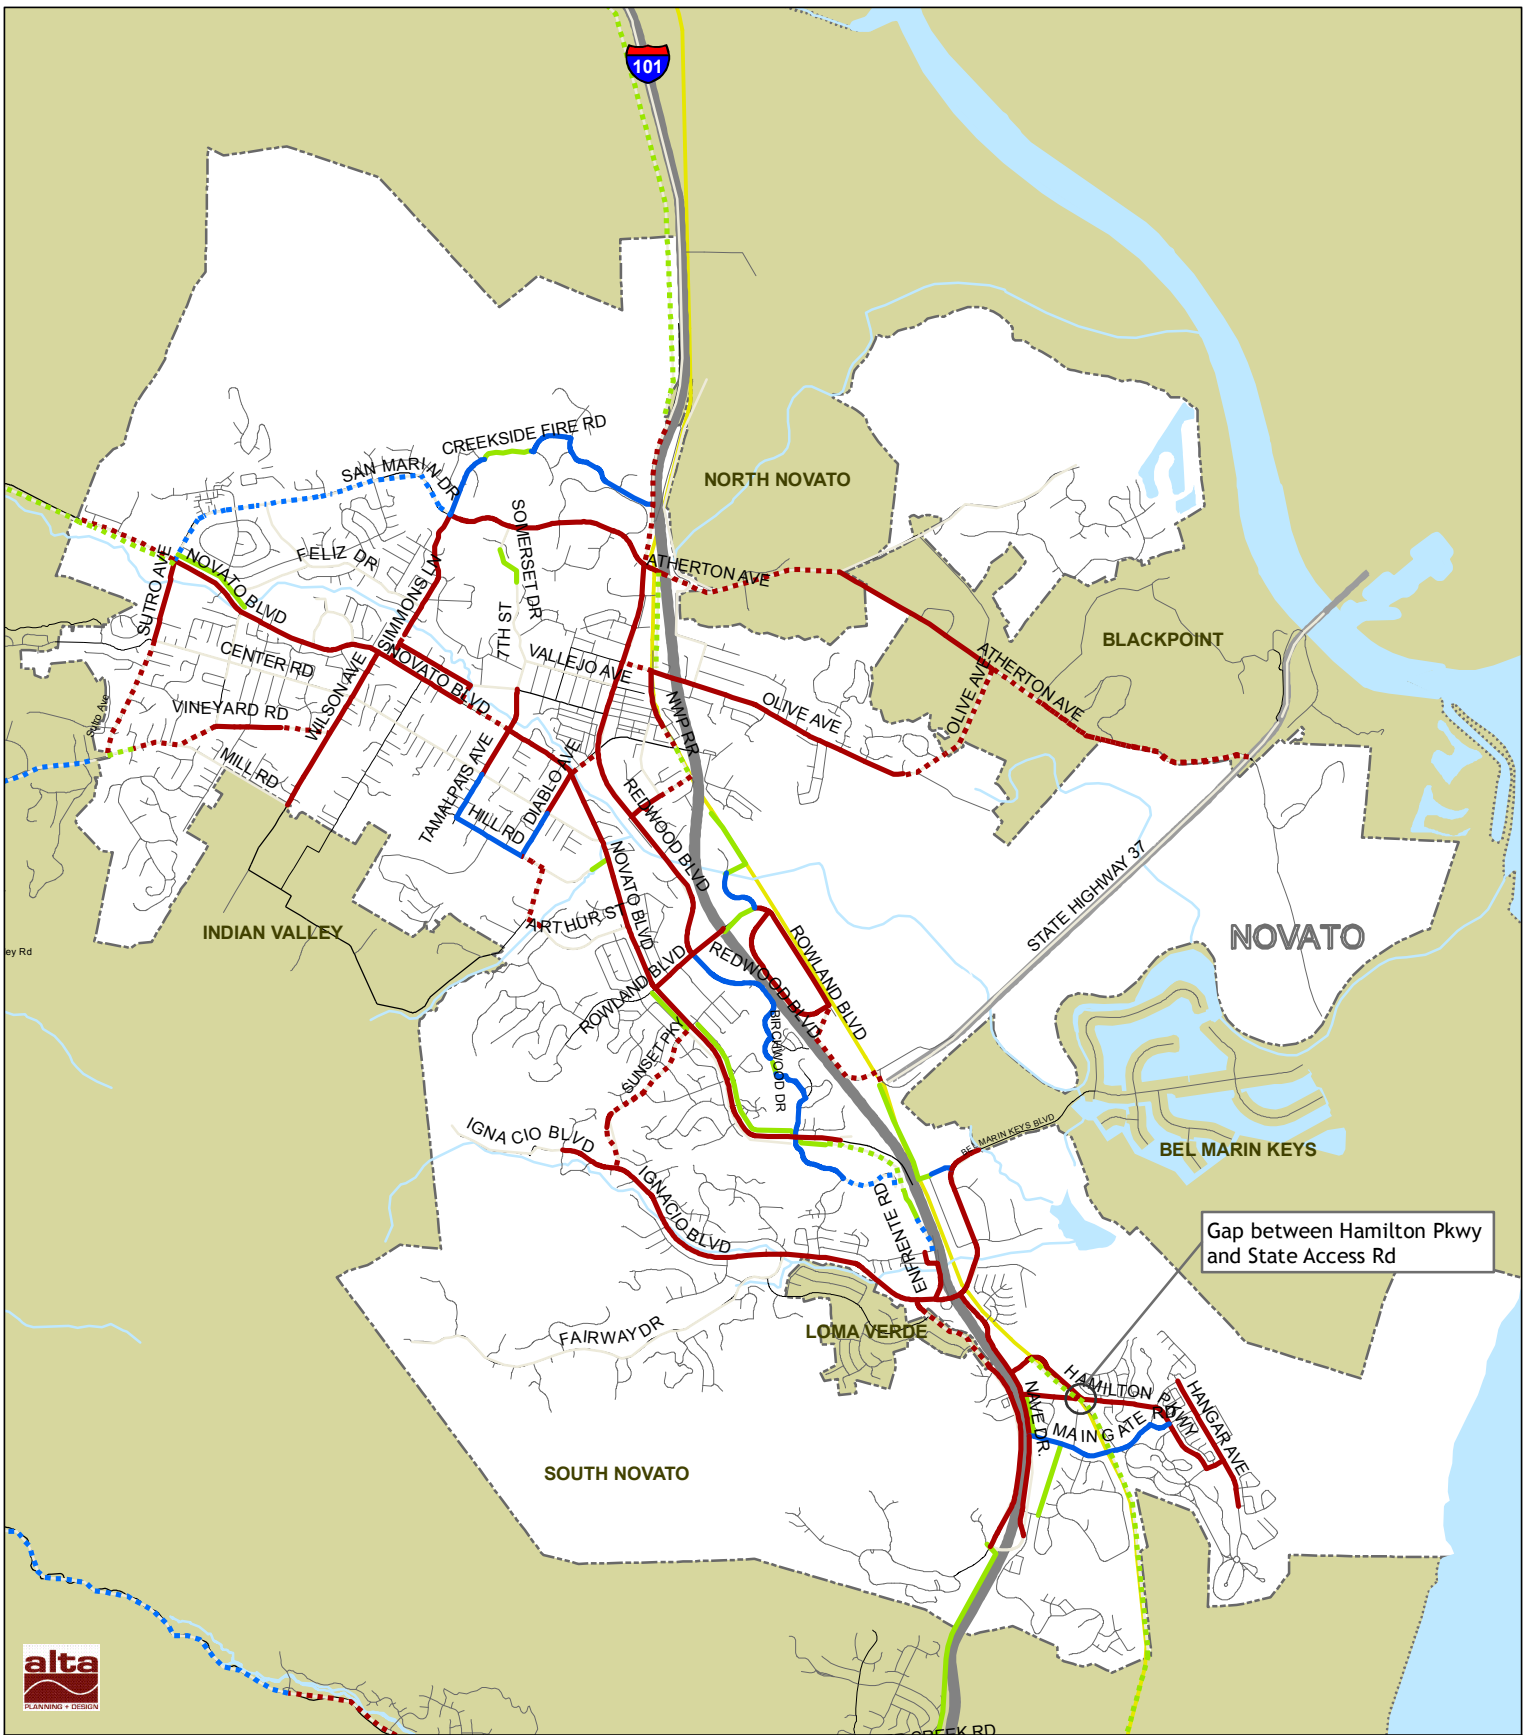 101
CREEKSIDE FIRE RD
SAN MARIN DR
NORTH NOVATO
SOMERSET DR
FELIZ DR
ATHERTON AVE
NOVATO BLVD
SUTRO AVE
SIMMONS LN
7TH ST
BLACKPOINT
CENTER RD
NOVATO BLVD
VALLEJO AVE
ATHERTON AVE
OLIVE AVE
WILSON AVE
VINEYARD RD
OLIVE AVE
NWP RR
MILL RD
TAMALPAIS AVE
DIABLO AVE
HILL RD
REDWOOD BLVD
NOVATO BLVD
STATE HIGHWAY 37
ARTHUR ST
INDIAN VALLEY
NOVATO
ey Rd
ROWLAND BLVD
REDWOOD BLVD
ROWLAND BLVD
BIRCHWOOD DR
SUNSET PKY
IGNACIO BLVD
BEL MARIN KEYS BLVD
BEL MARIN KEYS
IGNACIO BLVD
ENFRENTE RD
Gap between Hamilton Pkwy
and State Access Rd
FAIRWAY DR
LOMA VERDE
HAMILTON PKWY
HANGAR AVE
NAVE DR.
MAIN GATE RD
SOUTH NOVATO
alta
PLANNING + DESIGN
CREEK RD